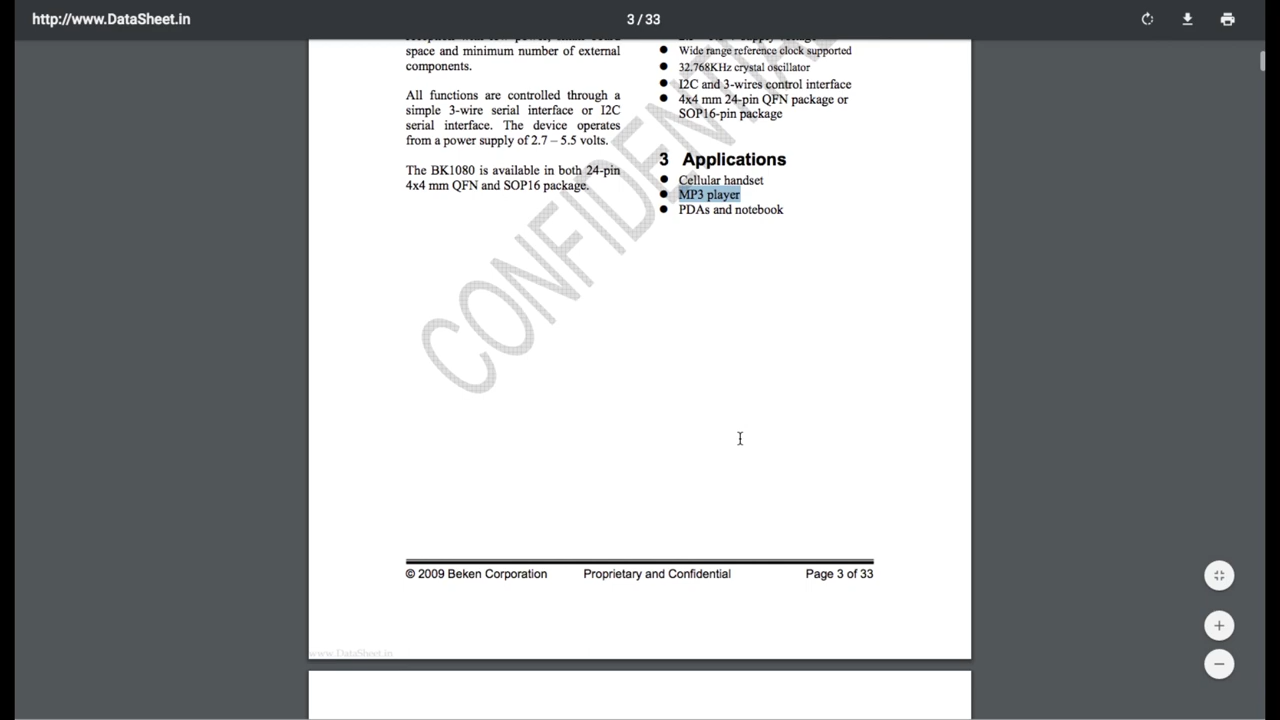 http://www.DataSheet.in
3 / 33
space and minimum number of external
components.
All functions are controlled through a
simple 3-wire serial interface or I2C
serial interface. The device operates
from a power supply of 2.7 – 5.5 volts.
The BK1080 is available in both 24-pin
4x4 mm QFN and SOP16 package.
Wide range reference clock supported
32.768KHz crystal oscillator
I2C and 3-wires control interface
4x4 mm 24-pin QFN package or
SOP16-pin package
3 Applications
Cellular handset
MP3 player
PDAs and notebook
CONFIDENTIAL
© 2009 Beken Corporation Proprietary and Confidential Page 3 of 33
www.DataSheet.in